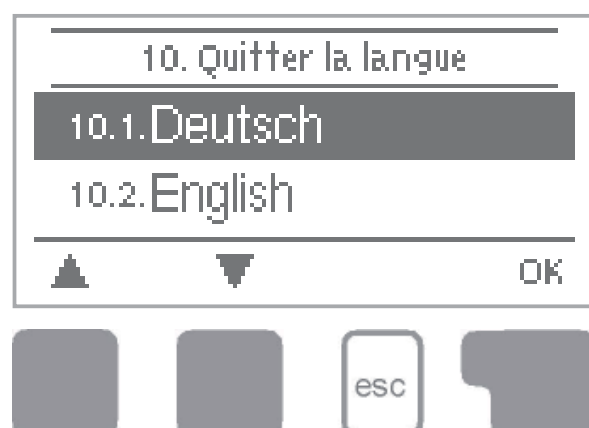 10. Quitter la langue
10.1. Deutsch
10.2. English
OK
esc